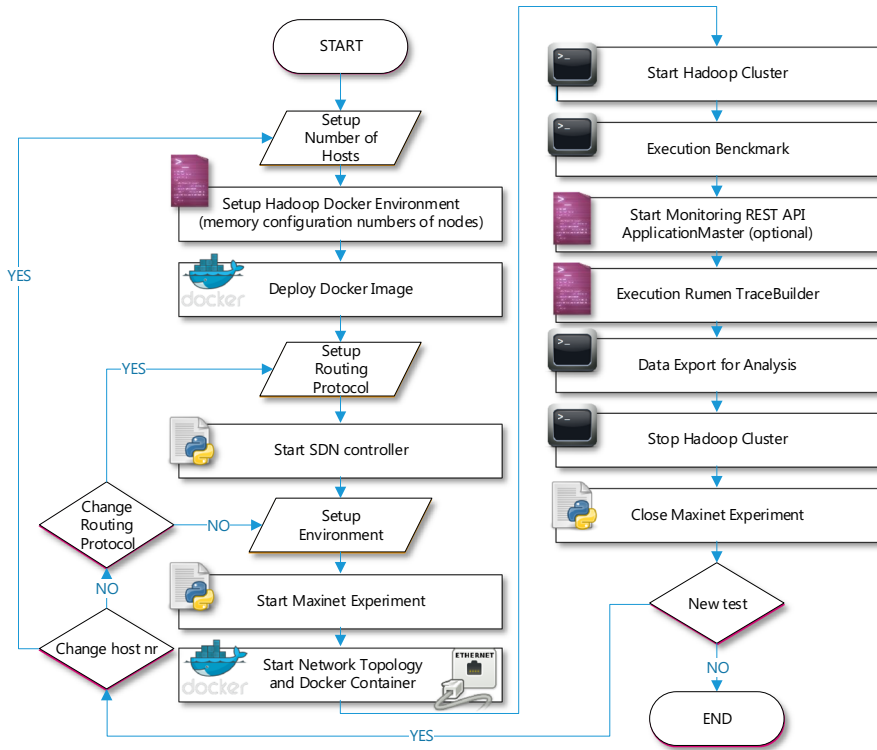 START
Setup
Number of
Hosts
Setup Hadoop Docker Environment
(memory configuration numbers of nodes)
YES
docker
Deploy Docker Image
Setup
Routing
Protocol
YES
Start SDN controller
Change
Routing
Protocol
NO
Setup
Environment
NO
Start Maxinet Experiment
Change host nr
docker
Start Network Topology
and Docker Container
ETHERNET
YES
>_
Start Hadoop Cluster
>_
Execution Benckmark
>
Start Monitoring REST API
ApplicationMaster (optional)
>
Execution Rumen TraceBuilder
>_
Data Export for Analysis
>_
Stop Hadoop Cluster
Close Maxinet Experiment
New test
NO
END